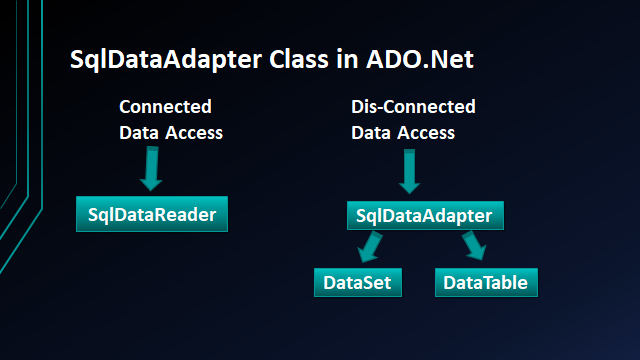 SqlDataAdapter Class in ADO.Net
Connected
Data Access
Dis-Connected
Data Access
SqlDataReader
SqlDataAdapter
DataSet
DataTable